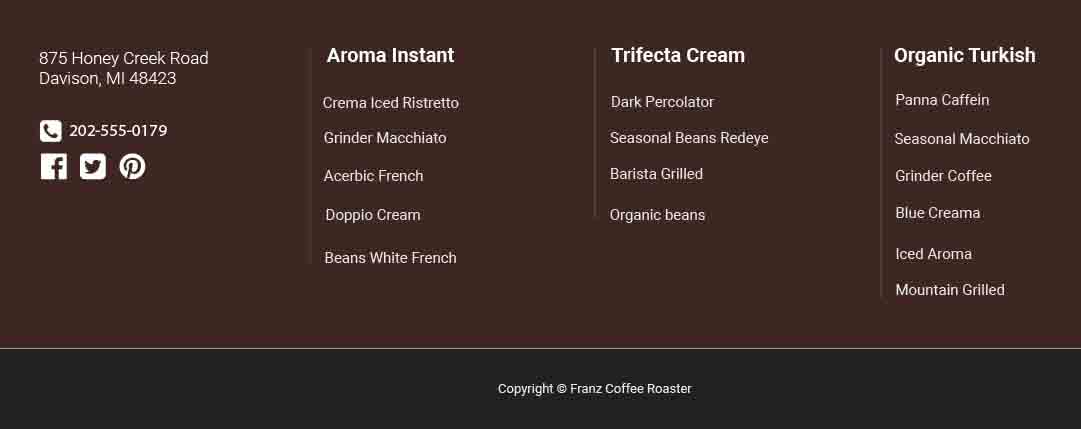 875 Honey Creek Road
Davison, MI 48423
202-555-0179
Aroma Instant
Crema Iced Ristretto
Grinder Macchiato
Acerbic French
Doppio Cream
Beans White French
Trifecta Cream
Dark Percolator
Seasonal Beans Redeye
Barista Grilled
Organic beans
Organic Turkish
Panna Caffein
Seasonal Macchiato
Grinder Coffee
Blue Creama
Iced Aroma
Mountain Grilled
Copyright © Franz Coffee Roaster